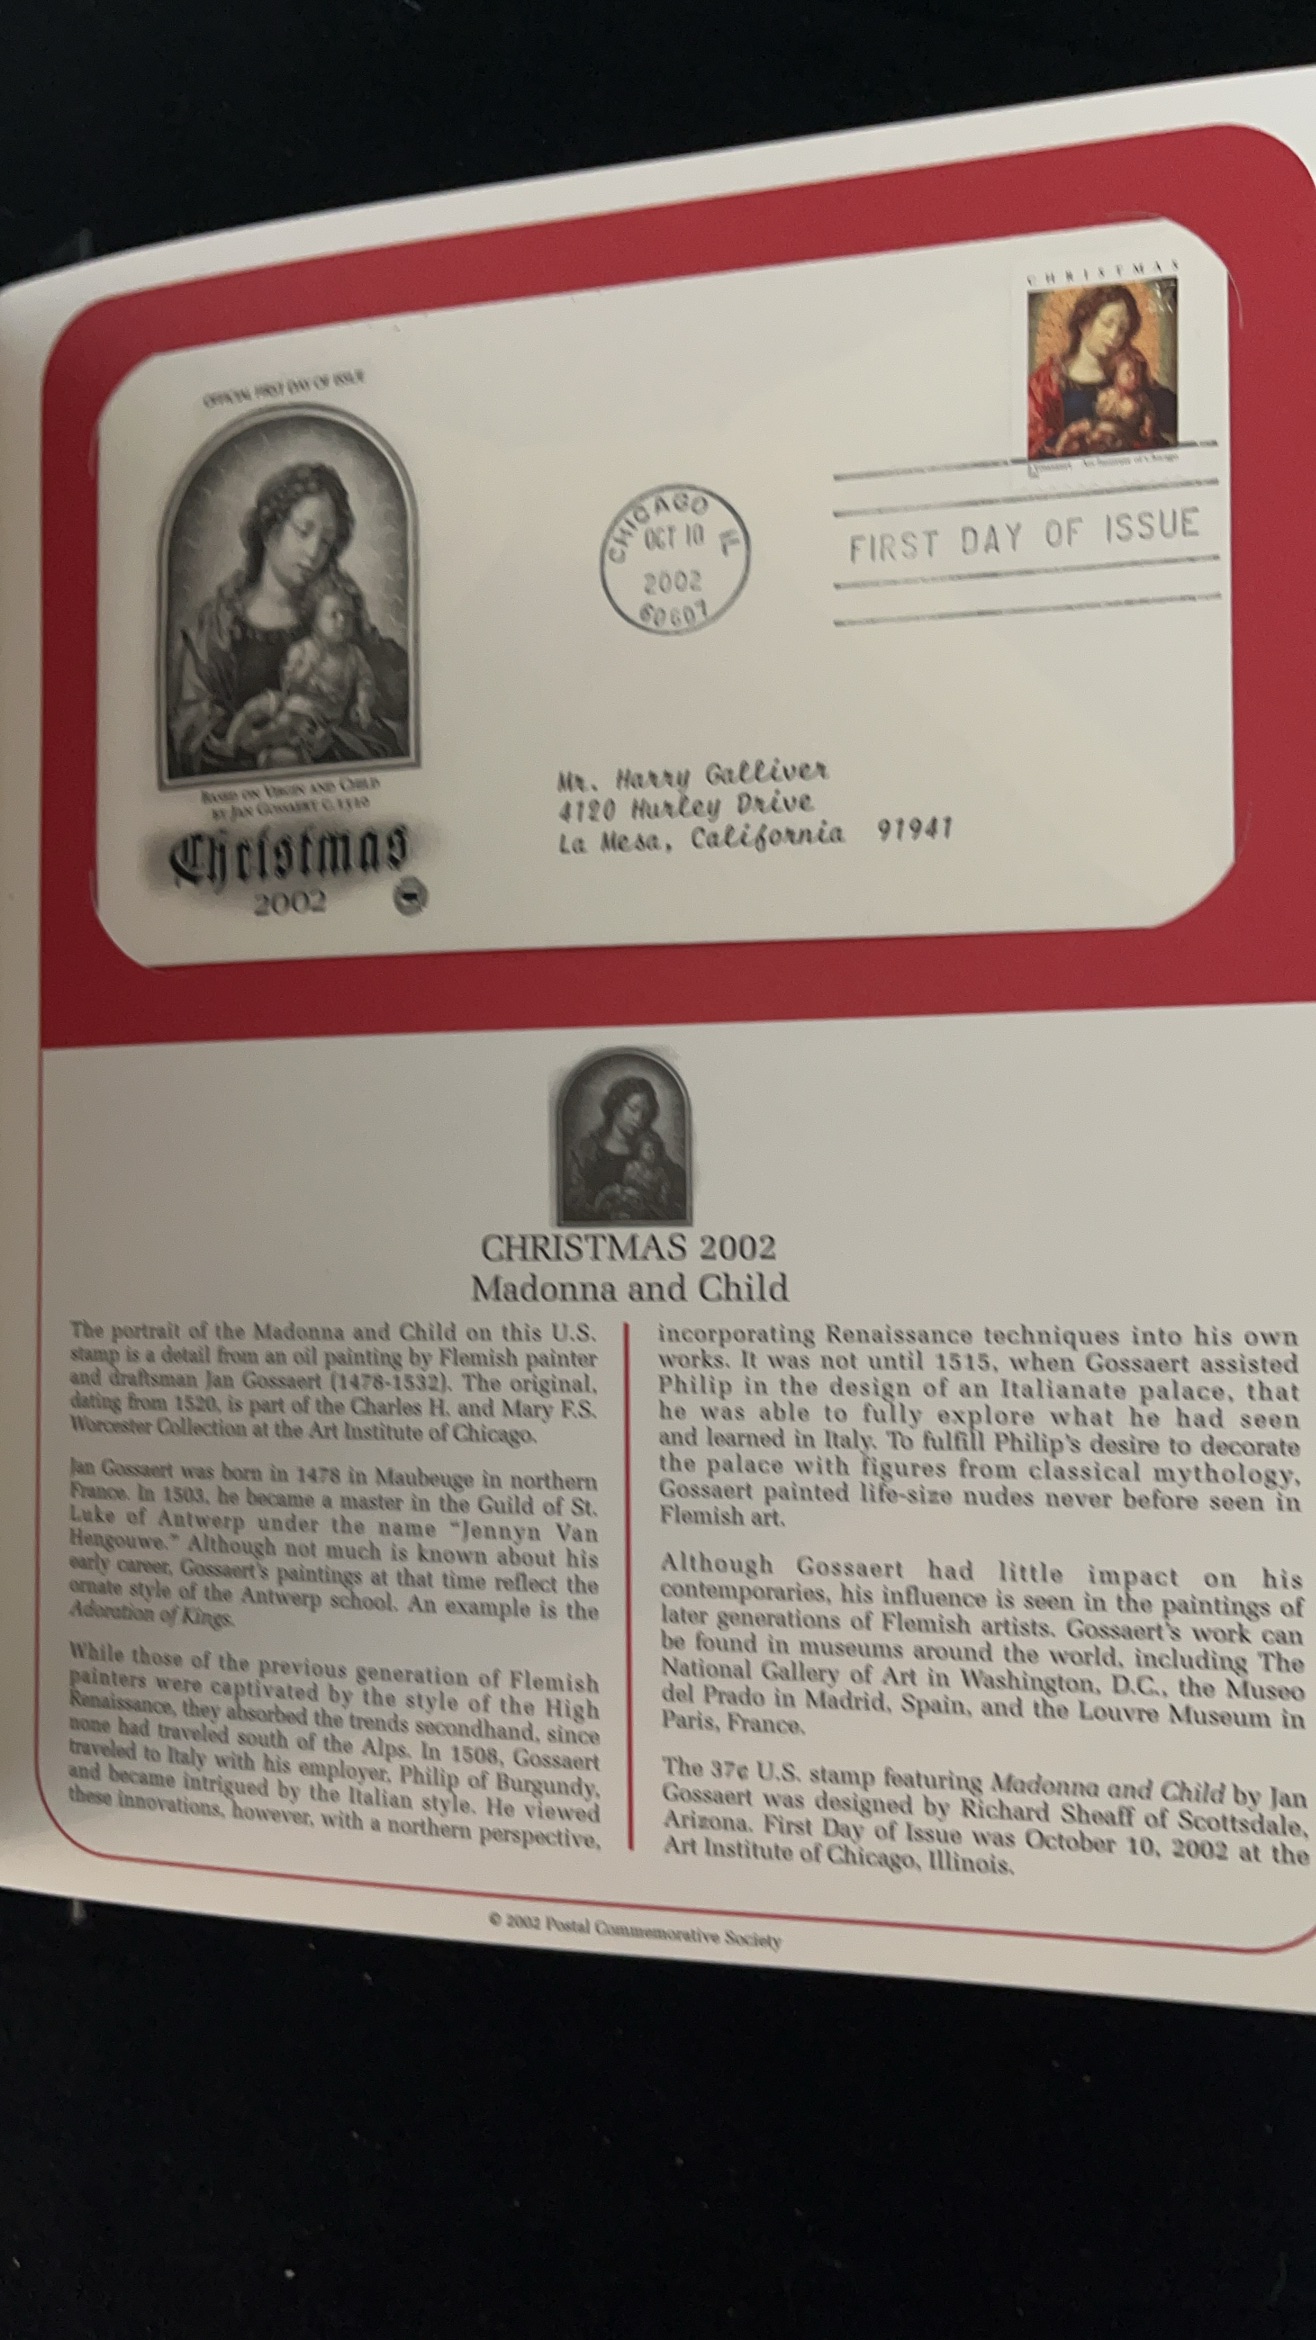 OFFICIAL FIRST DAY OF ISSUE
CHRISTMAS
37
CHICAGO IL
OCT 10
2002
60607
FIRST DAY OF ISSUE
BASED ON VIRGIN AND CHILD
BY JAN GOSSAERT C. 1520
Christmas
2002
Mr. Harry Galliver
4120 Hurley Drive
La Mesa, California 91941
CHRISTMAS 2002
Madonna and Child
The portrait of the Madonna and Child on this U.S.
stamp is a detail from an oil painting by Flemish painter
and draftsman Jan Gossaert (1478-1532). The original,
dating from 1520, is part of the Charles H. and Mary F.S.
Worcester Collection at the Art Institute of Chicago.
Jan Gossaert was born in 1478 in Maubeuge in northern
France. In 1503, he became a master in the Guild of St.
Luke of Antwerp under the name "Jennyn Van
Hengouwe." Although not much is known about his
early career, Gossaert's paintings at that time reflect the
ornate style of the Antwerp school. An example is the
Adoration of Kings.
While those of the previous generation of Flemish
painters were captivated by the style of the High
Renaissance, they absorbed the trends secondhand, since
none had traveled south of the Alps. In 1508, Gossaert
traveled to Italy with his employer, Philip of Burgundy,
and became intrigued by the Italian style. He viewed
these innovations, however, with a northern perspective,
incorporating Renaissance techniques into his own
works. It was not until 1515, when Gossaert assisted
Philip in the design of an Italianate palace, that
he was able to fully explore what he had seen
and learned in Italy. To fulfill Philip's desire to decorate
the palace with figures from classical mythology,
Gossaert painted life-size nudes never before seen in
Flemish art.
Although Gossaert had little impact on his
contemporaries, his influence is seen in the paintings of
later generations of Flemish artists. Gossaert's work can
be found in museums around the world, including The
National Gallery of Art in Washington, D.C., the Museo
del Prado in Madrid, Spain, and the Louvre Museum in
Paris, France.
The 37¢ U.S. stamp featuring Madonna and Child by Jan
Gossaert was designed by Richard Sheaff of Scottsdale,
Arizona. First Day of Issue was October 10, 2002 at the
Art Institute of Chicago, Illinois.
© 2002 Postal Commemorative Society